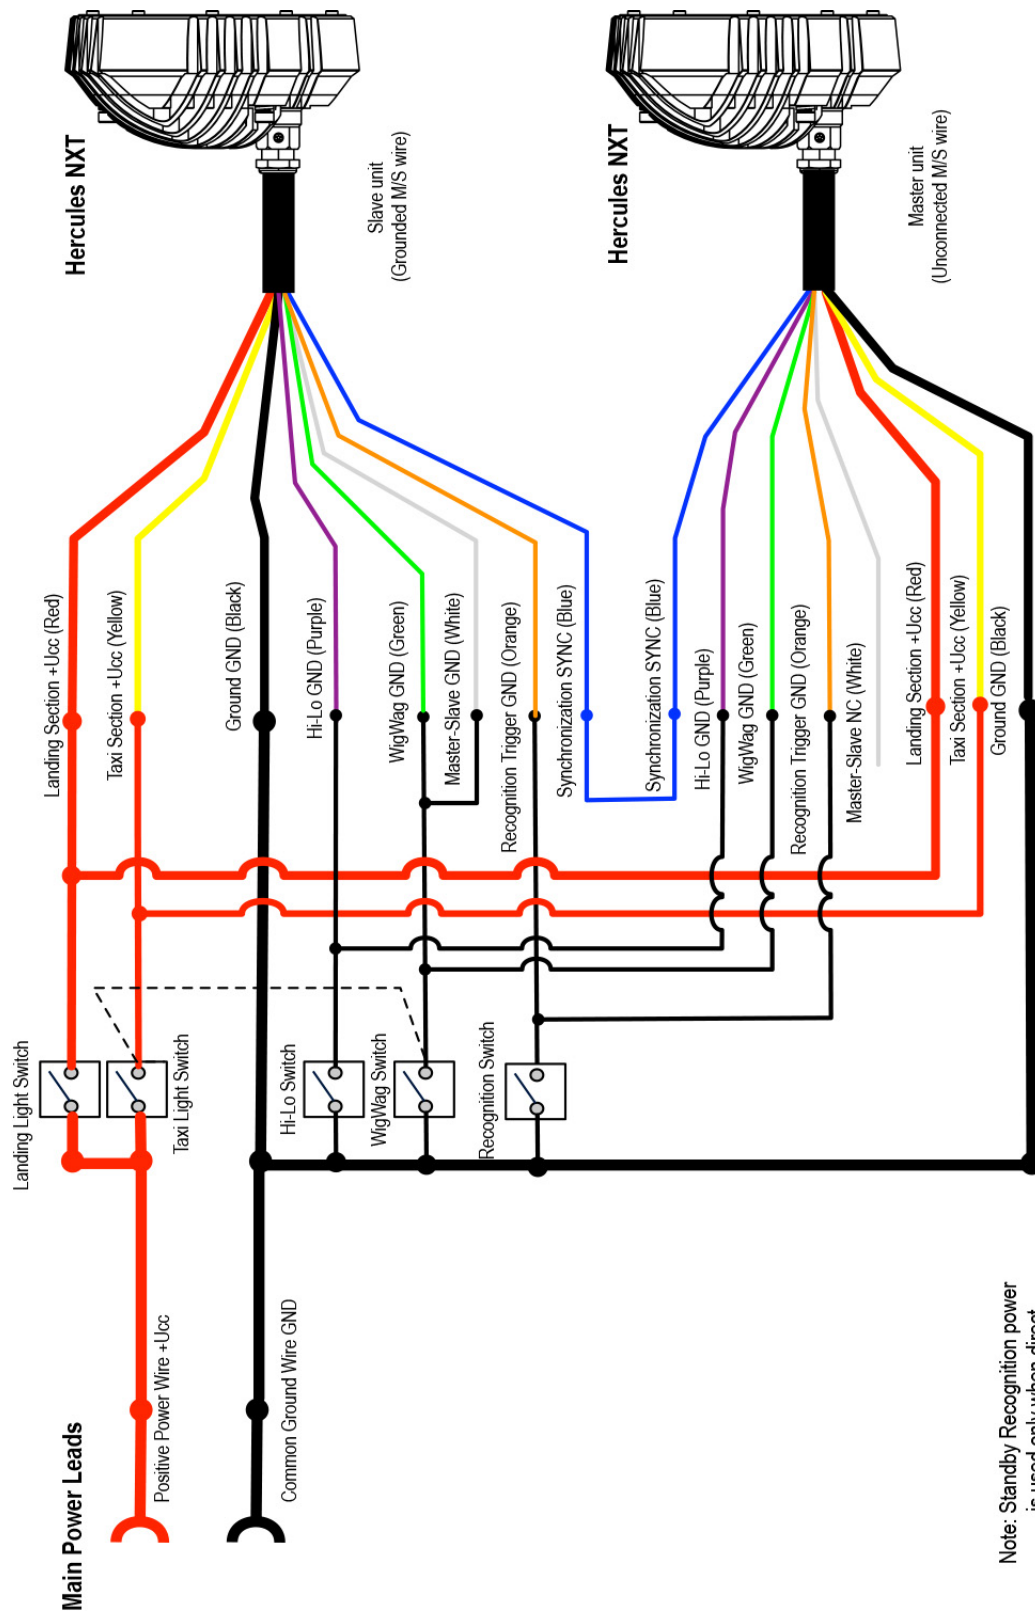 Main Power Leads
Positive Power Wire +Ucc
Common Ground Wire GND
Landing Light Switch
Taxi Light Switch
Hi-Lo Switch
WigWag Switch
Recognition Switch
Landing Section +Ucc (Red)
Taxi Section +Ucc (Yellow)
Ground GND (Black)
Hi-Lo GND (Purple)
WigWag GND (Green)
Master-Slave GND (White)
Recognition Trigger GND (Orange)
Synchronization SYNC (Blue)
Synchronization SYNC (Blue)
Hi-Lo GND (Purple)
WigWag GND (Green)
Recognition Trigger GND (Orange)
Master-Slave NC (White)
Landing Section +Ucc (Red)
Taxi Section +Ucc (Yellow)
Ground GND (Black)
Hercules NXT
Slave unit
(Grounded M/S wire)
Hercules NXT
Master unit
(Unconnected M/S wire)
Note: Standby Recognition power
is used only when direct